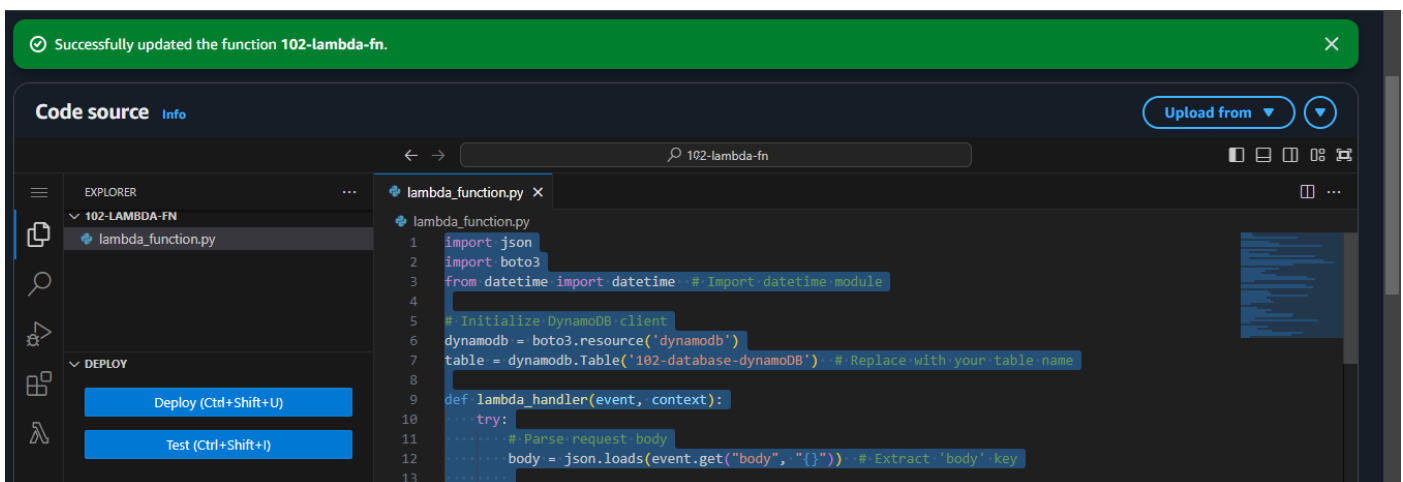 Successfully updated the function 102-lambda-fn.
Code source Info
Upload from
102-lambda-fn
EXPLORER
102-LAMBDA-FN
lambda_function.py
DEPLOY
Deploy (Ctrl+Shift+U)
Test (Ctrl+Shift+I)
lambda_function.py
lambda_function.py
1 import json
2 import boto3
3 from datetime import datetime  # Import datetime module
4
5 # Initialize DynamoDB client
6 dynamodb = boto3.resource('dynamodb')
7 table = dynamodb.Table('102-database-dynamoDB')  # Replace with your table name
8
9 def lambda_handler(event, context):
10     try:
11         # Parse request body
12         body = json.loads(event.get("body", "{}"))  # Extract 'body' key
13